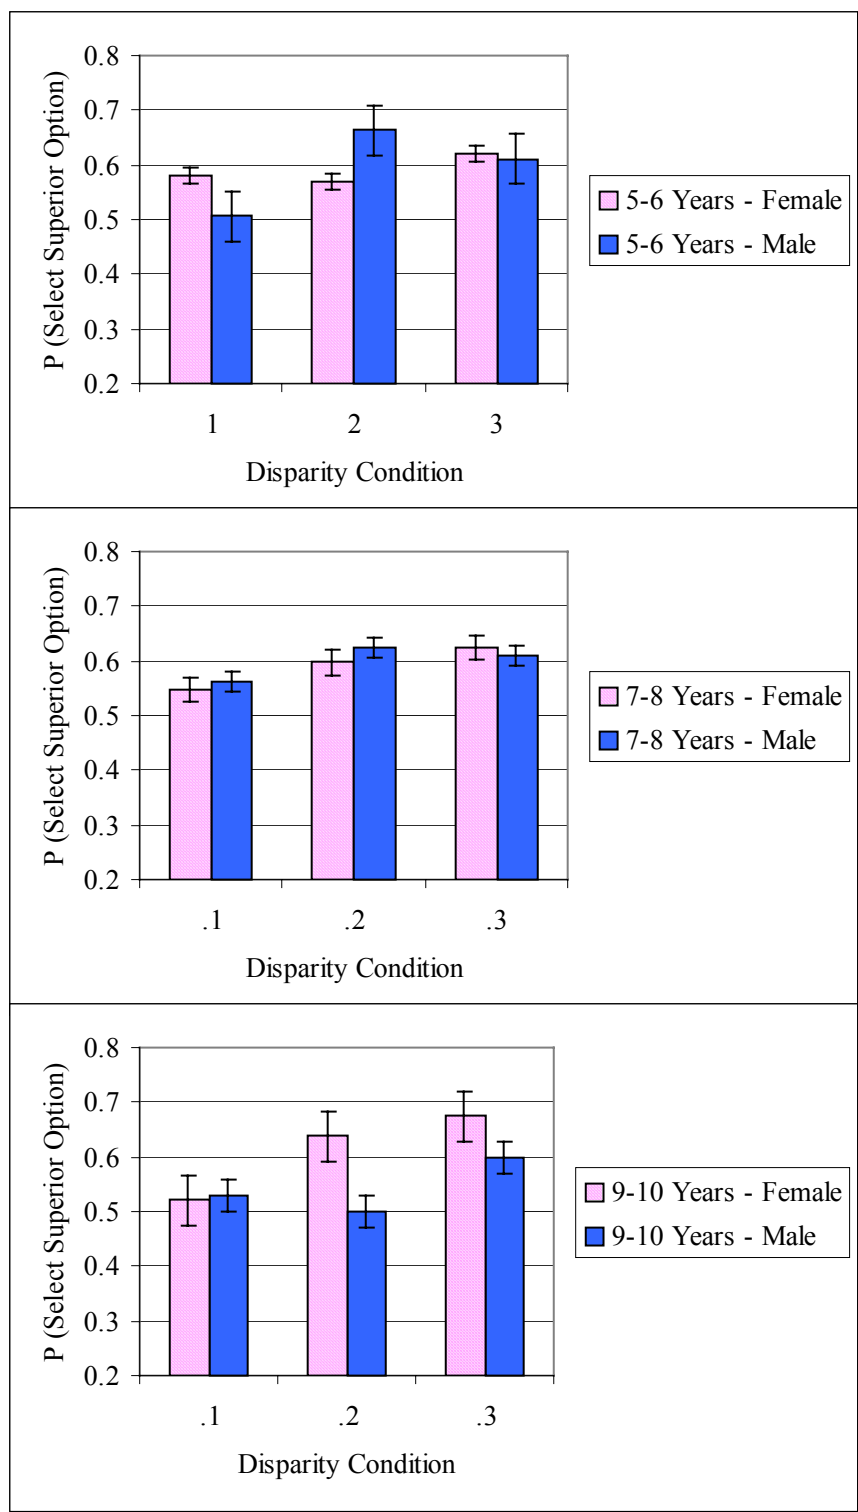 P (Select Superior Option)
0.8
0.7
0.6
0.5
0.4
0.3
0.2
1 2 3
Disparity Condition
5-6 Years - Female
5-6 Years - Male
P (Select Superior Option)
0.8
0.7
0.6
0.5
0.4
0.3
0.2
.1 .2 .3
Disparity Condition
7-8 Years - Female
7-8 Years - Male
P (Select Superior Option)
0.8
0.7
0.6
0.5
0.4
0.3
0.2
.1 .2 .3
Disparity Condition
9-10 Years - Female
9-10 Years - Male